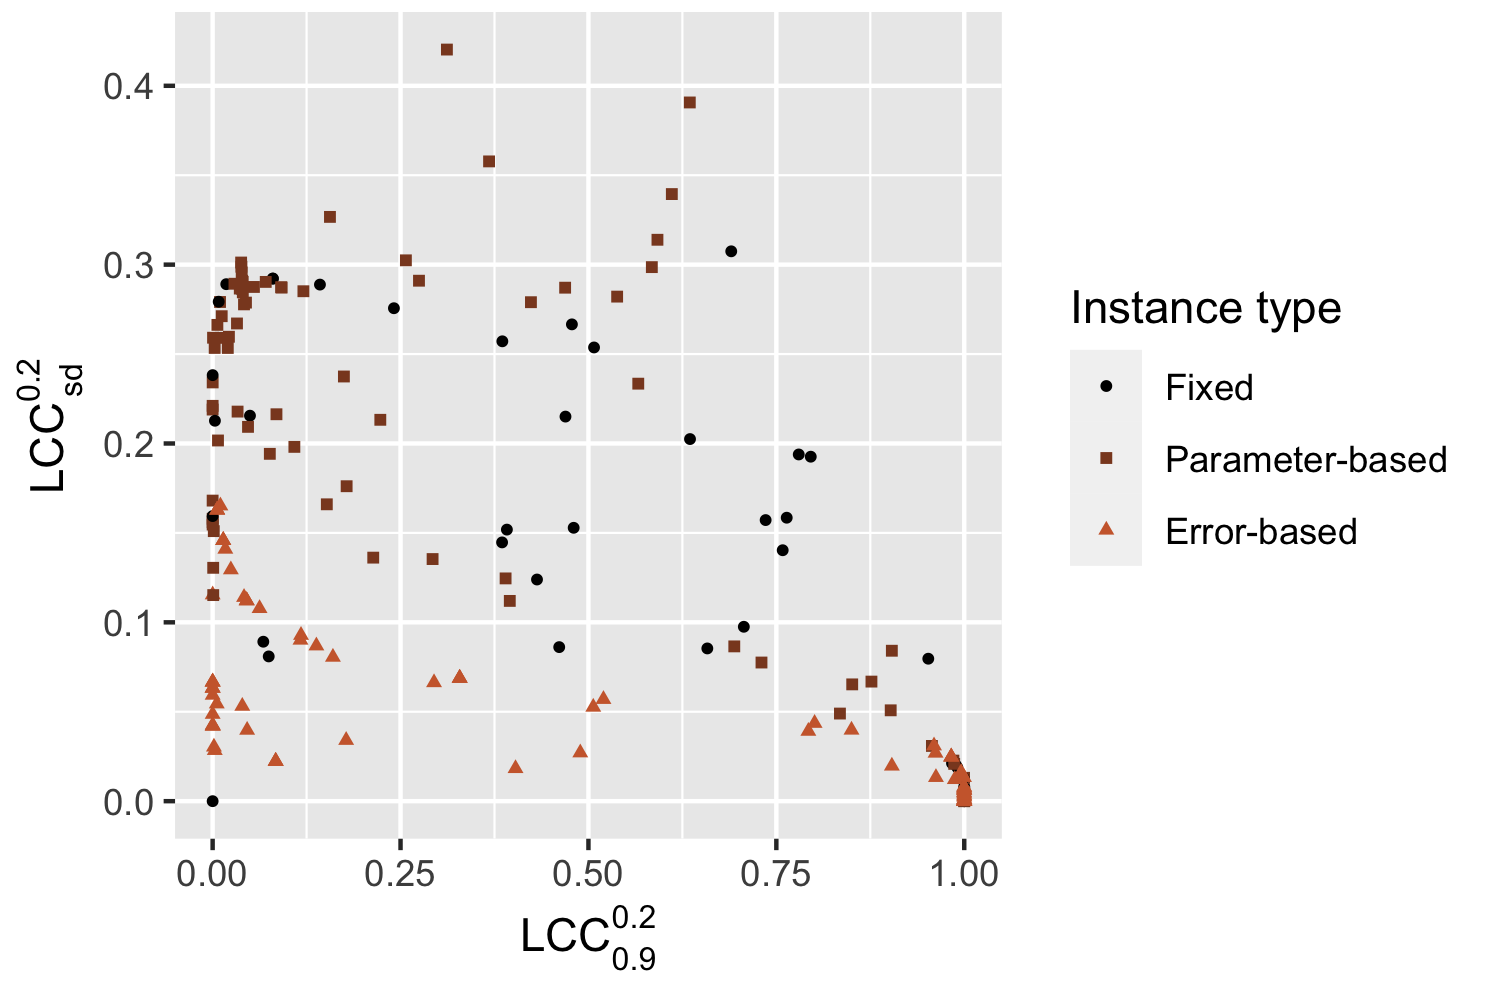 0.4
0.3
0.2
0.1
0.0
LCC0.2sd
0.00 0.25 0.50 0.75 1.00
LCC0.20.9
Instance type
Fixed
Parameter-based
Error-based